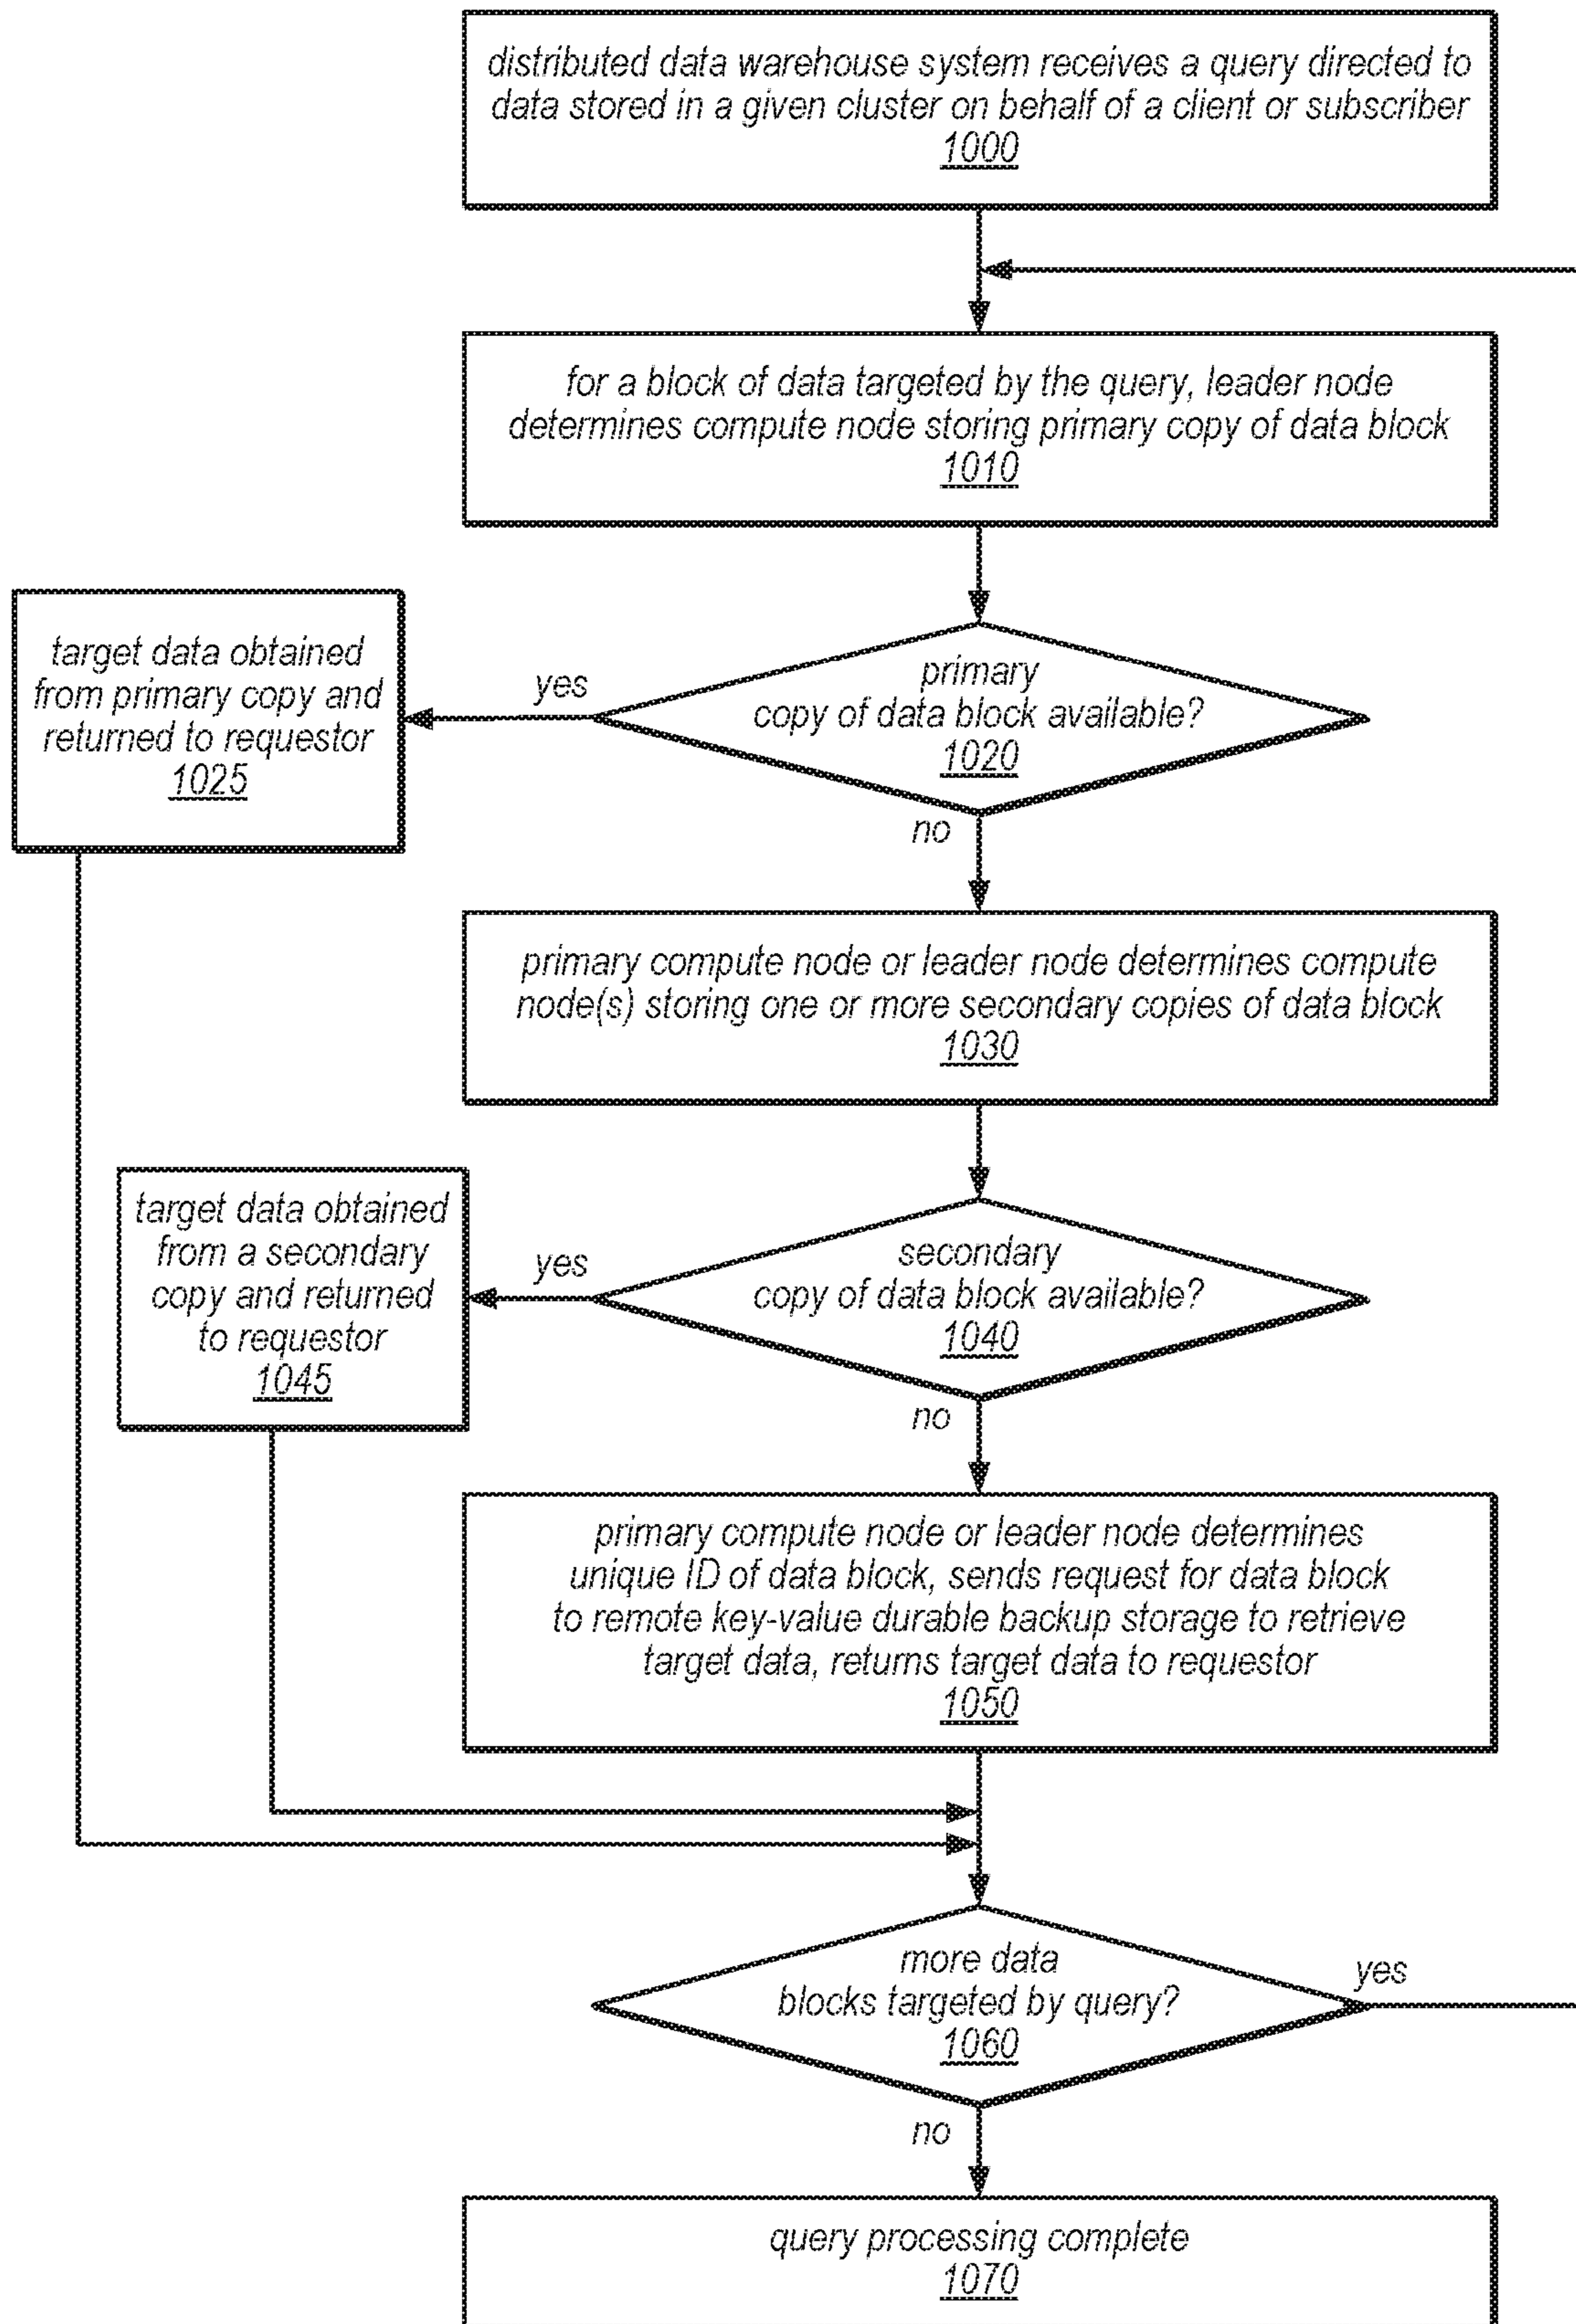 distributed data warehouse system receives a query directed to
data stored in a given cluster on behalf of a client or subscriber
1000
for a block of data targeted by the query, leader node
determines compute node storing primary copy of data block
1010
target data obtained
from primary copy and
returned to requestor
1025
yes
primary
copy of data block available?
1020
no
primary compute node or leader node determines compute
node(s) storing one or more secondary copies of data block
1030
target data obtained
from a secondary
copy and returned
to requestor
1045
yes
secondary
copy of data block available?
1040
no
primary compute node or leader node determines
unique ID of data block, sends request for data block
to remote key-value durable backup storage to retrieve
target data, returns target data to requestor
1050
more data
blocks targeted by query?
1060
yes
no
query processing complete
1070